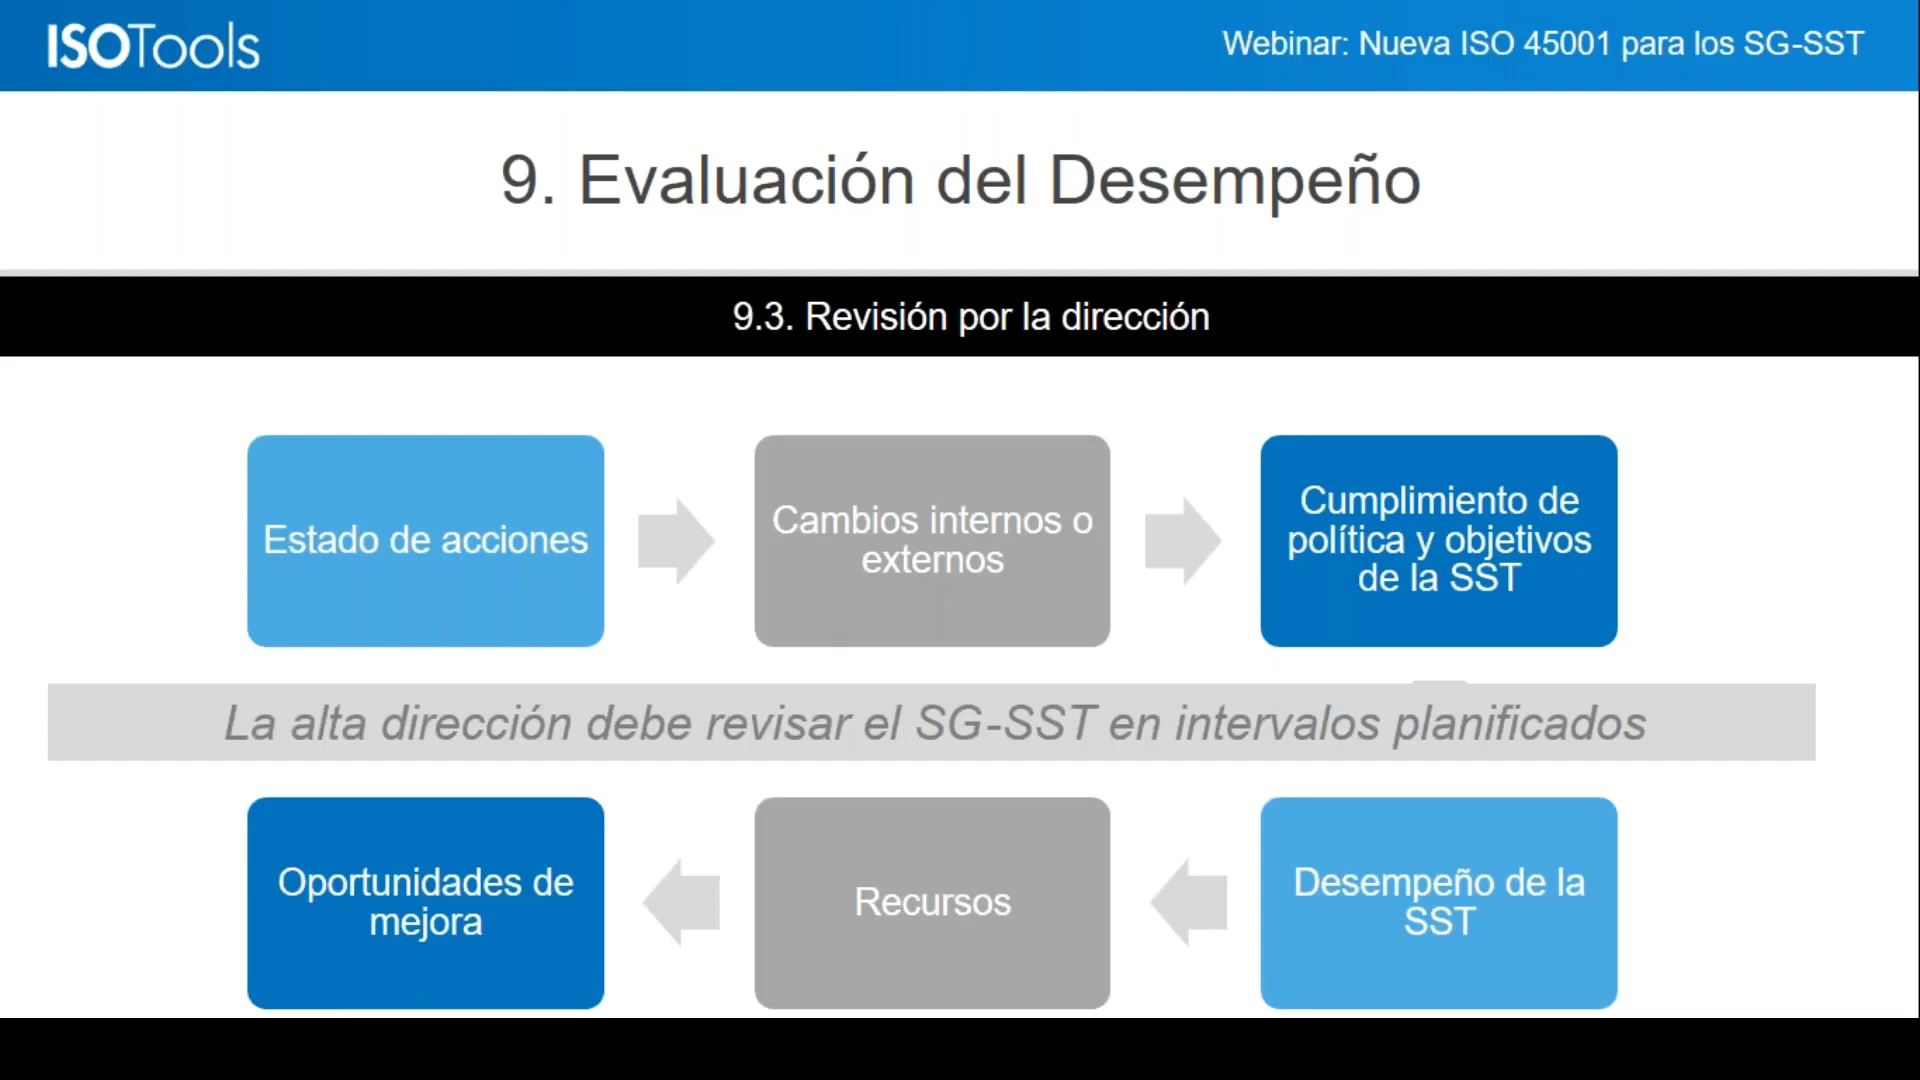 ISOTools
Webinar: Nueva ISO 45001 para los SG-SST
9. Evaluación del Desempeño
9.3. Revisión por la dirección
Estado de acciones
Cambios internos o
externos
Cumplimiento de
política y objetivos
de la SST
La alta dirección debe revisar el SG-SST en intervalos planificados
Oportunidades de
mejora
Recursos
Desempeño de la
SST